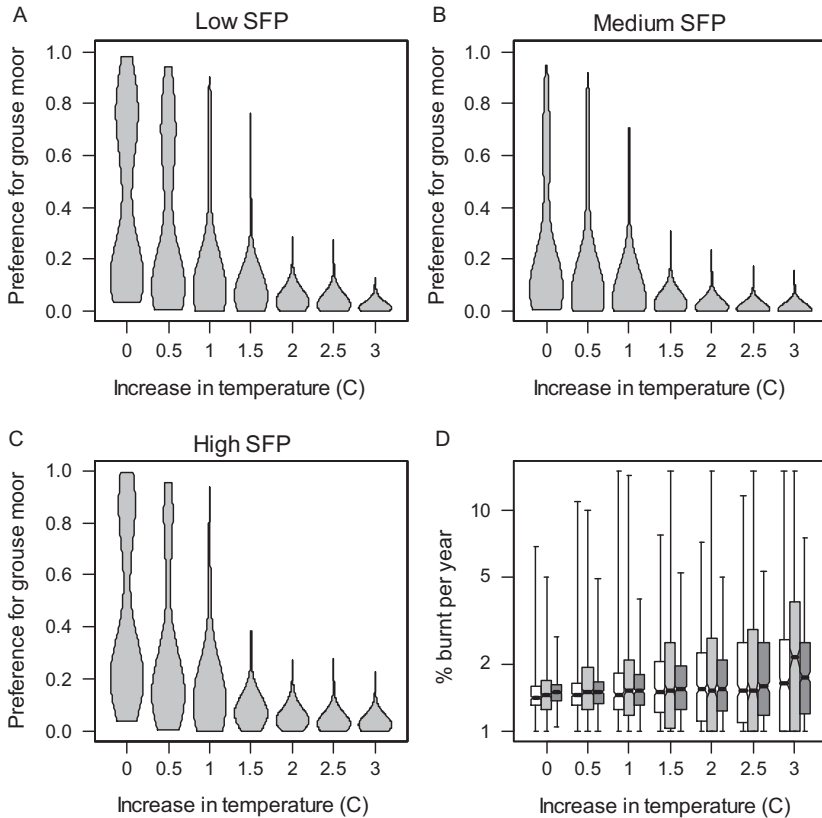 A
Low SFP
Preference for grouse moor
1.0
0.8
0.6
0.4
0.2
0.0
0 0.5 1 1.5 2 2.5 3
Increase in temperature (C)
B
Medium SFP
Preference for grouse moor
1.0
0.8
0.6
0.4
0.2
0.0
0 0.5 1 1.5 2 2.5 3
Increase in temperature (C)
C
High SFP
Preference for grouse moor
1.0
0.8
0.6
0.4
0.2
0.0
0 0.5 1 1.5 2 2.5 3
Increase in temperature (C)
D
% burnt per year
10
5
2
1
0 0.5 1 1.5 2 2.5 3
Increase in temperature (C)